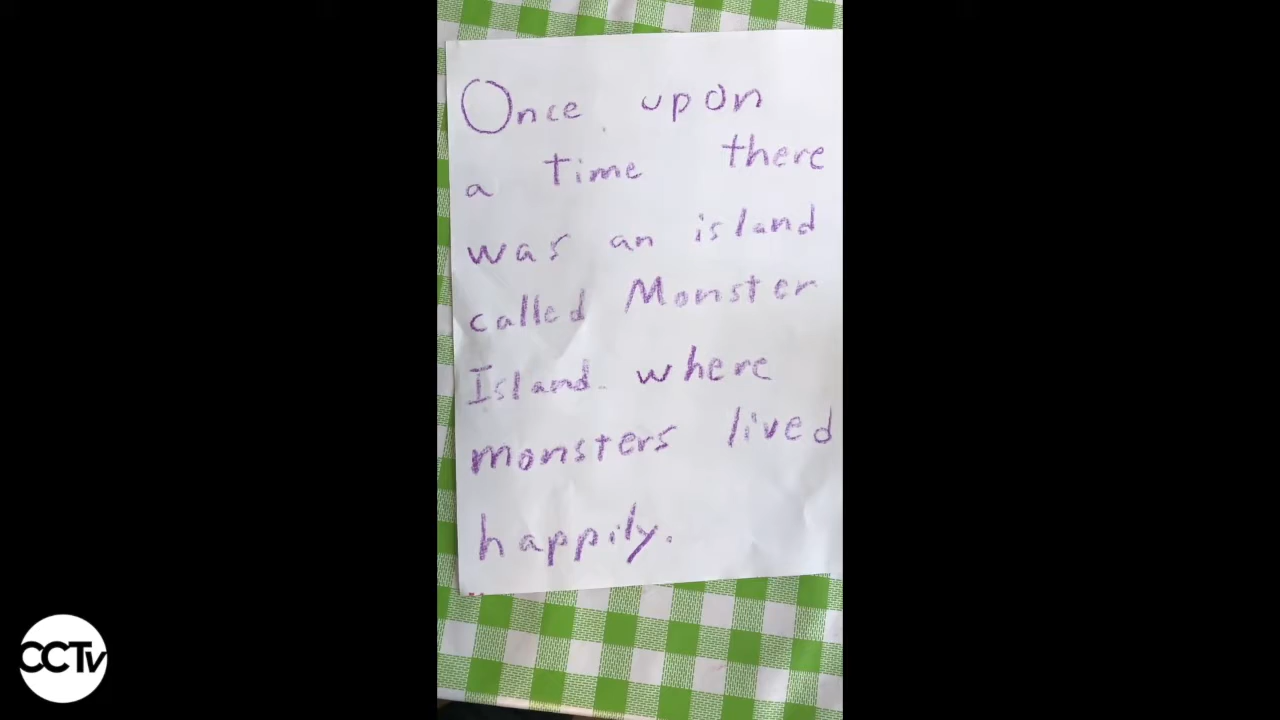 Once upon
a time there
was an island
called Monster
Island where
monsters lived
happily.
CCTV